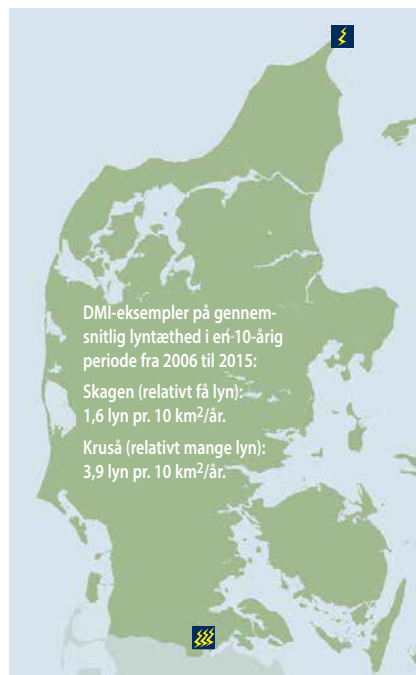 DMI-eksempler på gennem-
snitlig lyntæthed i en 10-årig
periode fra 2006 til 2015:
Skagen (relativt få lyn):
1,6 lyn pr. 10 km²/år.
Kruså (relativt mange lyn):
3,9 lyn pr. 10 km²/år.